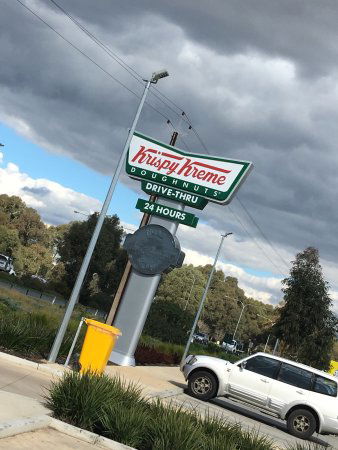 Krispy Kreme
DOUGHNUTS
DRIVE-THRU
24 HOURS